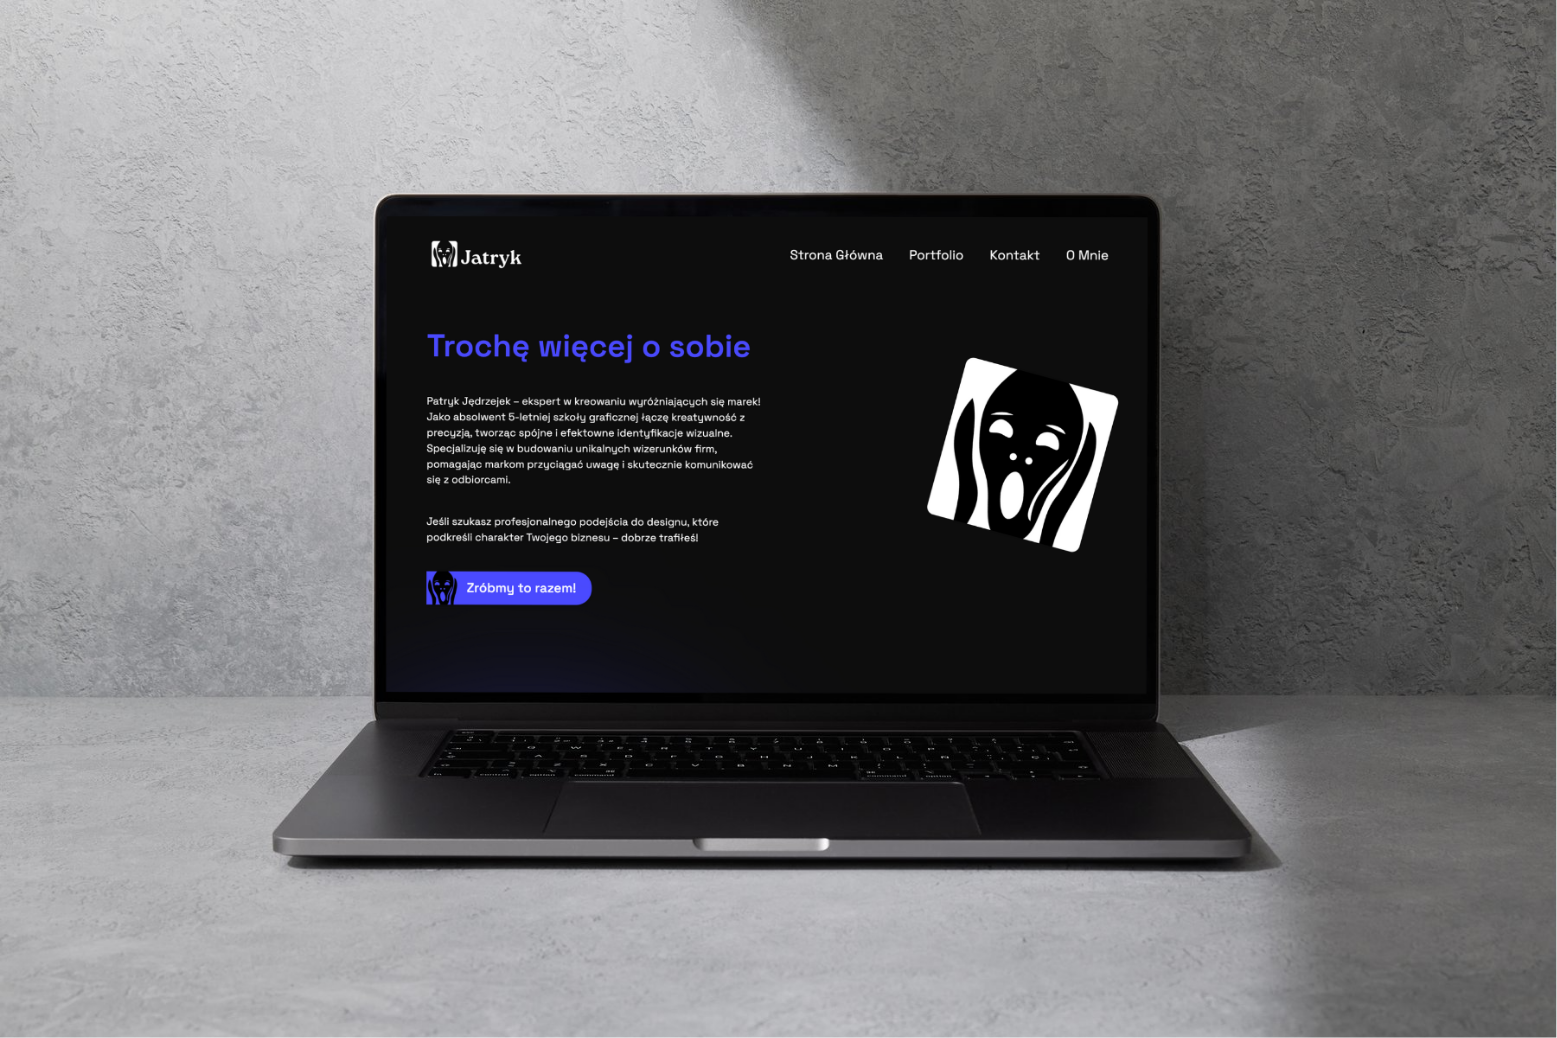 Jatryk
Strona Główna Portfolio Kontakt O Mnie
Trochę więcej o sobie
Patryk Jędrzejek – ekspert w kreowaniu wyróżniających się marek!
Jako absolwent 5-letniej szkoły graficznej łączę kreatywność z
precyzją, tworząc spójne i efektowne identyfikacje wizualne.
Specjalizuję się w budowaniu unikalnych wizerunków firm,
pomagając markom przyciągać uwagę i skutecznie komunikować
się z odbiorcami.
Jeśli szukasz profesjonalnego podejścia do designu, które
podkreśli charakter Twojego biznesu – dobrze trafiłeś!
Zróbmy to razem!